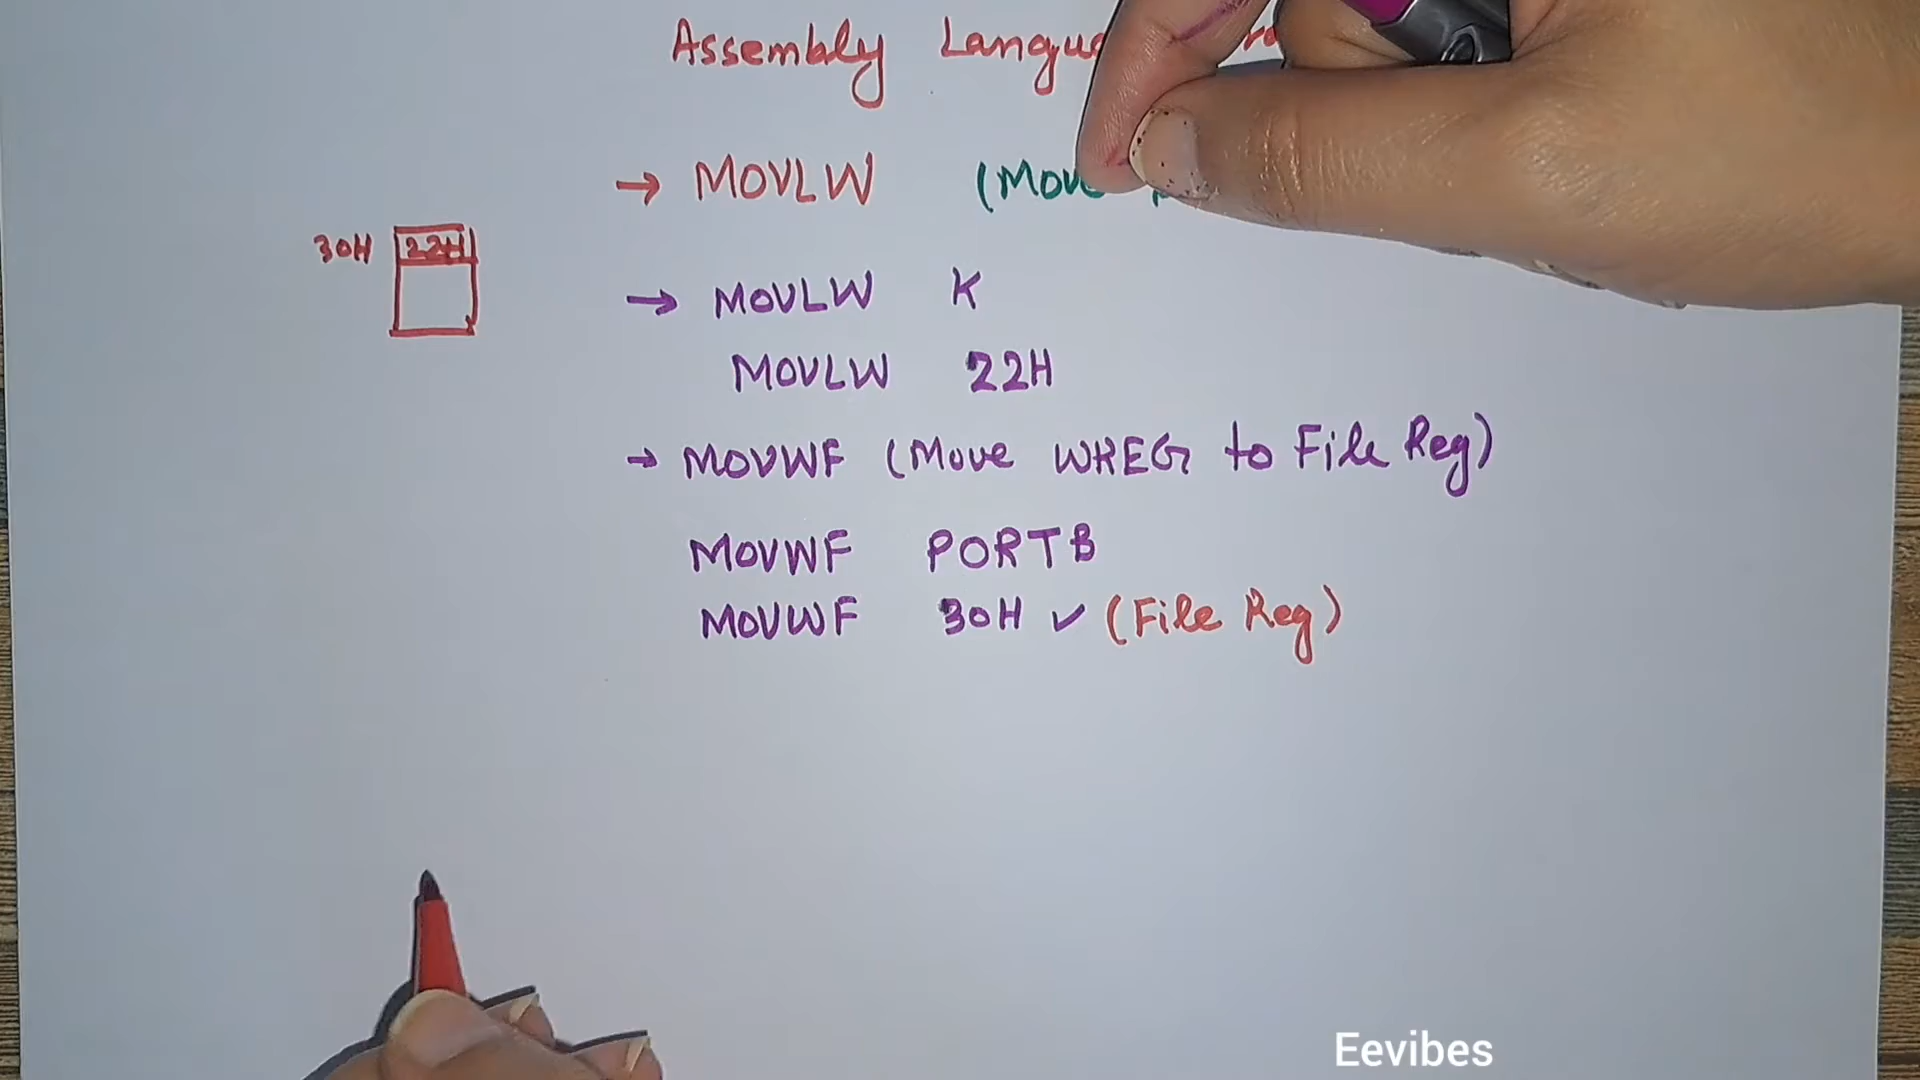 Assembly
→ MOVLW (Move
30H 22H
→ MOVLW K
MOVLW 22H
→ MOVWF (Move WREG to File Reg)
MOVWF PORTB
MOVWF 30H ✓ (File Reg)
Eevibes